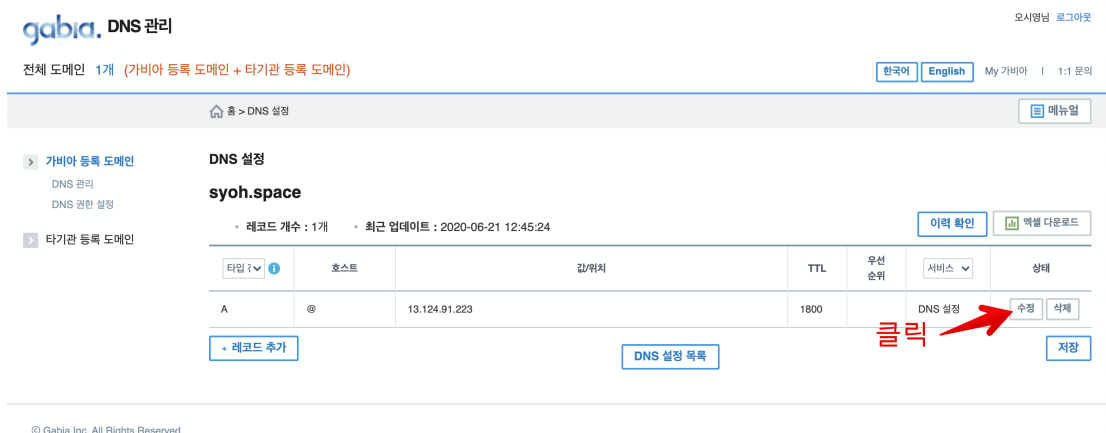 gabia. DNS 관리
오시영님 로그아웃
전체 도메인 1개 (가비아 등록 도메인 + 타기관 등록 도메인)
한국어 English My 가비아 | 1:1 문의
홈 > DNS 설정
메뉴얼
가비아 등록 도메인
DNS 관리
DNS 권한 설정
타기관 등록 도메인
DNS 설정
syoh.space
레코드 개수 : 1개 최근 업데이트 : 2020-06-21 12:45:24
이력 확인 엑셀 다운로드
타입 호스트 값/위치 TTL 우선 순위 서비스 상태
A @ 13.124.91.223 1800 DNS 설정 수정 삭제
클릭
+ 레코드 추가 DNS 설정 목록 저장
© Gabia Inc. All Rights Reserved